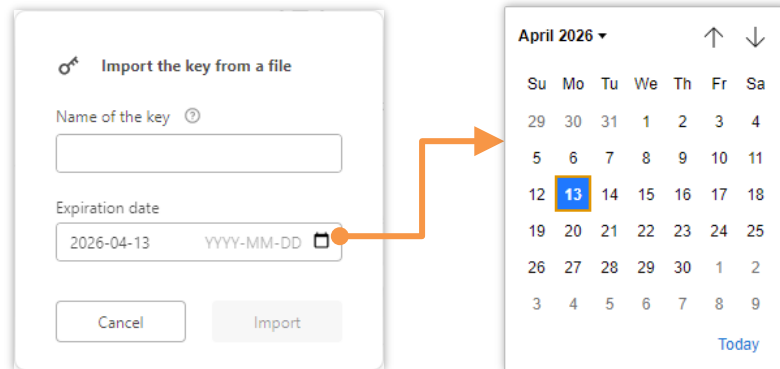 Import the key from a file
Name of the key
Expiration date
2026-04-13 YYYY-MM-DD
Cancel Import
April 2026
Su Mo Tu We Th Fr Sa
29 30 31 1 2 3 4
5 6 7 8 9 10 11
12 13 14 15 16 17 18
19 20 21 22 23 24 25
26 27 28 29 30 1 2
3 4 5 6 7 8 9
Today